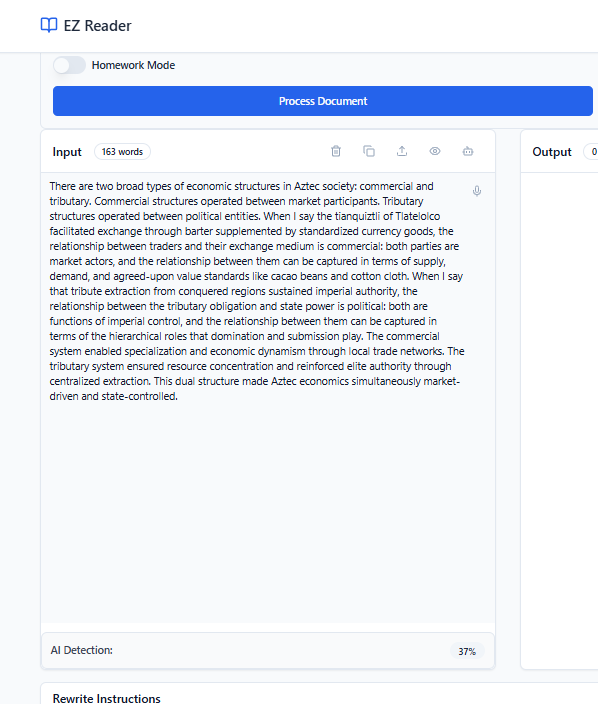 EZ Reader
Homework Mode
Process Document
Input 163 words
There are two broad types of economic structures in Aztec society: commercial and
tributary. Commercial structures operated between market participants. Tributary
structures operated between political entities. When I say the tianquiztli of Tlatelolco
facilitated exchange through barter supplemented by standardized currency goods, the
relationship between traders and their exchange medium is commercial: both parties are
market actors, and the relationship between them can be captured in terms of supply,
demand, and agreed-upon value standards like cacao beans and cotton cloth. When I say
that tribute extraction from conquered regions sustained imperial authority, the
relationship between the tributary obligation and state power is political: both are
functions of imperial control, and the relationship between them can be captured in
terms of the hierarchical roles that domination and submission play. The commercial
system enabled specialization and economic dynamism through local trade networks. The
tributary system ensured resource concentration and reinforced elite authority through
centralized extraction. This dual structure made Aztec economics simultaneously market-
driven and state-controlled.
AI Detection: 37%
Output 0
Rewrite Instructions